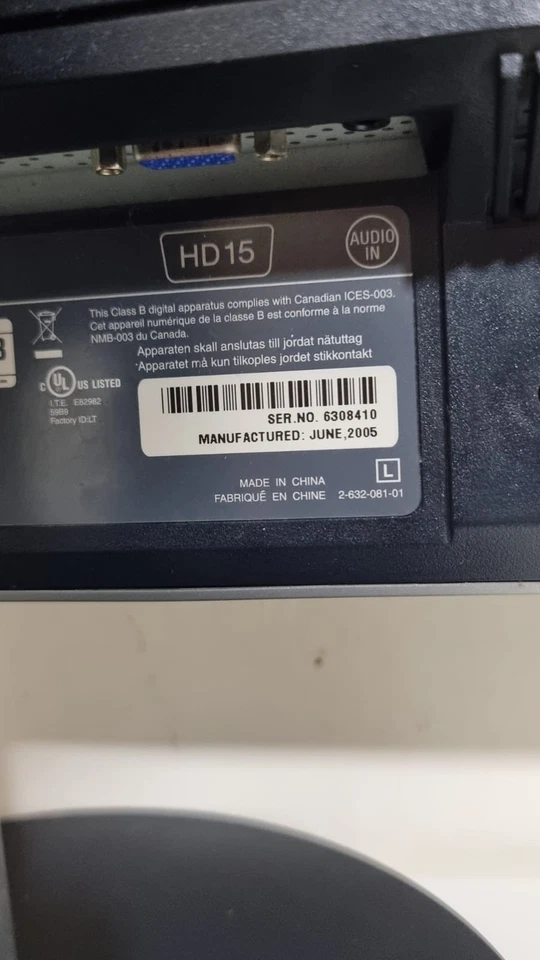 HD15
AUDIO
IN
This Class B digital apparatus complies with Canadian ICES-003.
Cet appareil numérique de la classe B est conforme à la norme
NMB-003 du Canada.
Apparaten skall anslutas till jordat nätuttag
Apparatet må kun tilkoples jordet stikkontakt
C UL US LISTED
I.T.E. E82982
59B9
Factory ID:LT
SER.NO. 6308410
MANUFACTURED: JUNE,2005
L
MADE IN CHINA
FABRIQUÉ EN CHINE 2-632-081-01